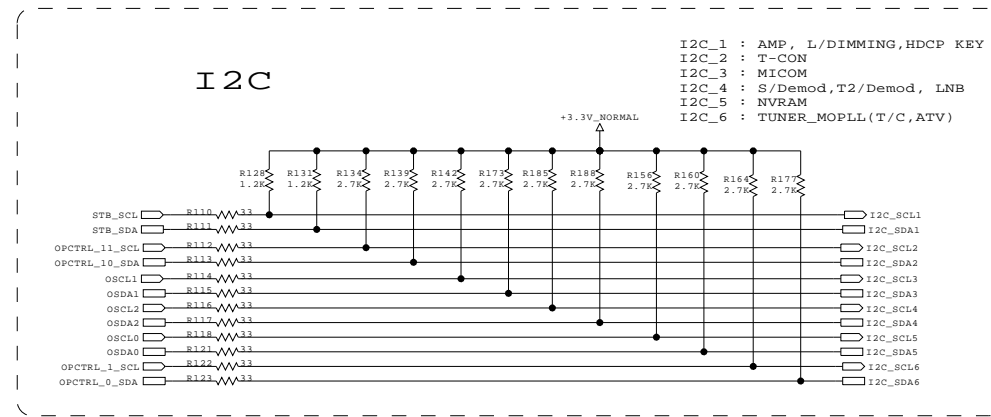 I2C
I2C_1 : AMP, L/DIMMING,HDCP KEY
I2C_2 : T-CON
I2C_3 : MICOM
I2C_4 : S/Demod,T2/Demod, LNB
I2C_5 : NVRAM
I2C_6 : TUNER_MOPLL(T/C,ATV)
+3.3V_NORMAL
R128 1.2K
R131 1.2K
R134 2.7K
R139 2.7K
R142 2.7K
R173 2.7K
R185 2.7K
R188 2.7K
R156 2.7K
R160 2.7K
R164 2.7K
R177 2.7K
STB_SCL R110 33 I2C_SCL1
STB_SDA R111 33 I2C_SDA1
OPCTRL_11_SCL R112 33 I2C_SCL2
OPCTRL_10_SDA R113 33 I2C_SDA2
OSCL1 R114 33 I2C_SCL3
OSDA1 R115 33 I2C_SDA3
OSCL2 R116 33 I2C_SCL4
OSDA2 R117 33 I2C_SDA4
OSCL0 R118 33 I2C_SCL5
OSDA0 R121 33 I2C_SDA5
OPCTRL_1_SCL R122 33 I2C_SCL6
OPCTRL_0_SDA R123 33 I2C_SDA6